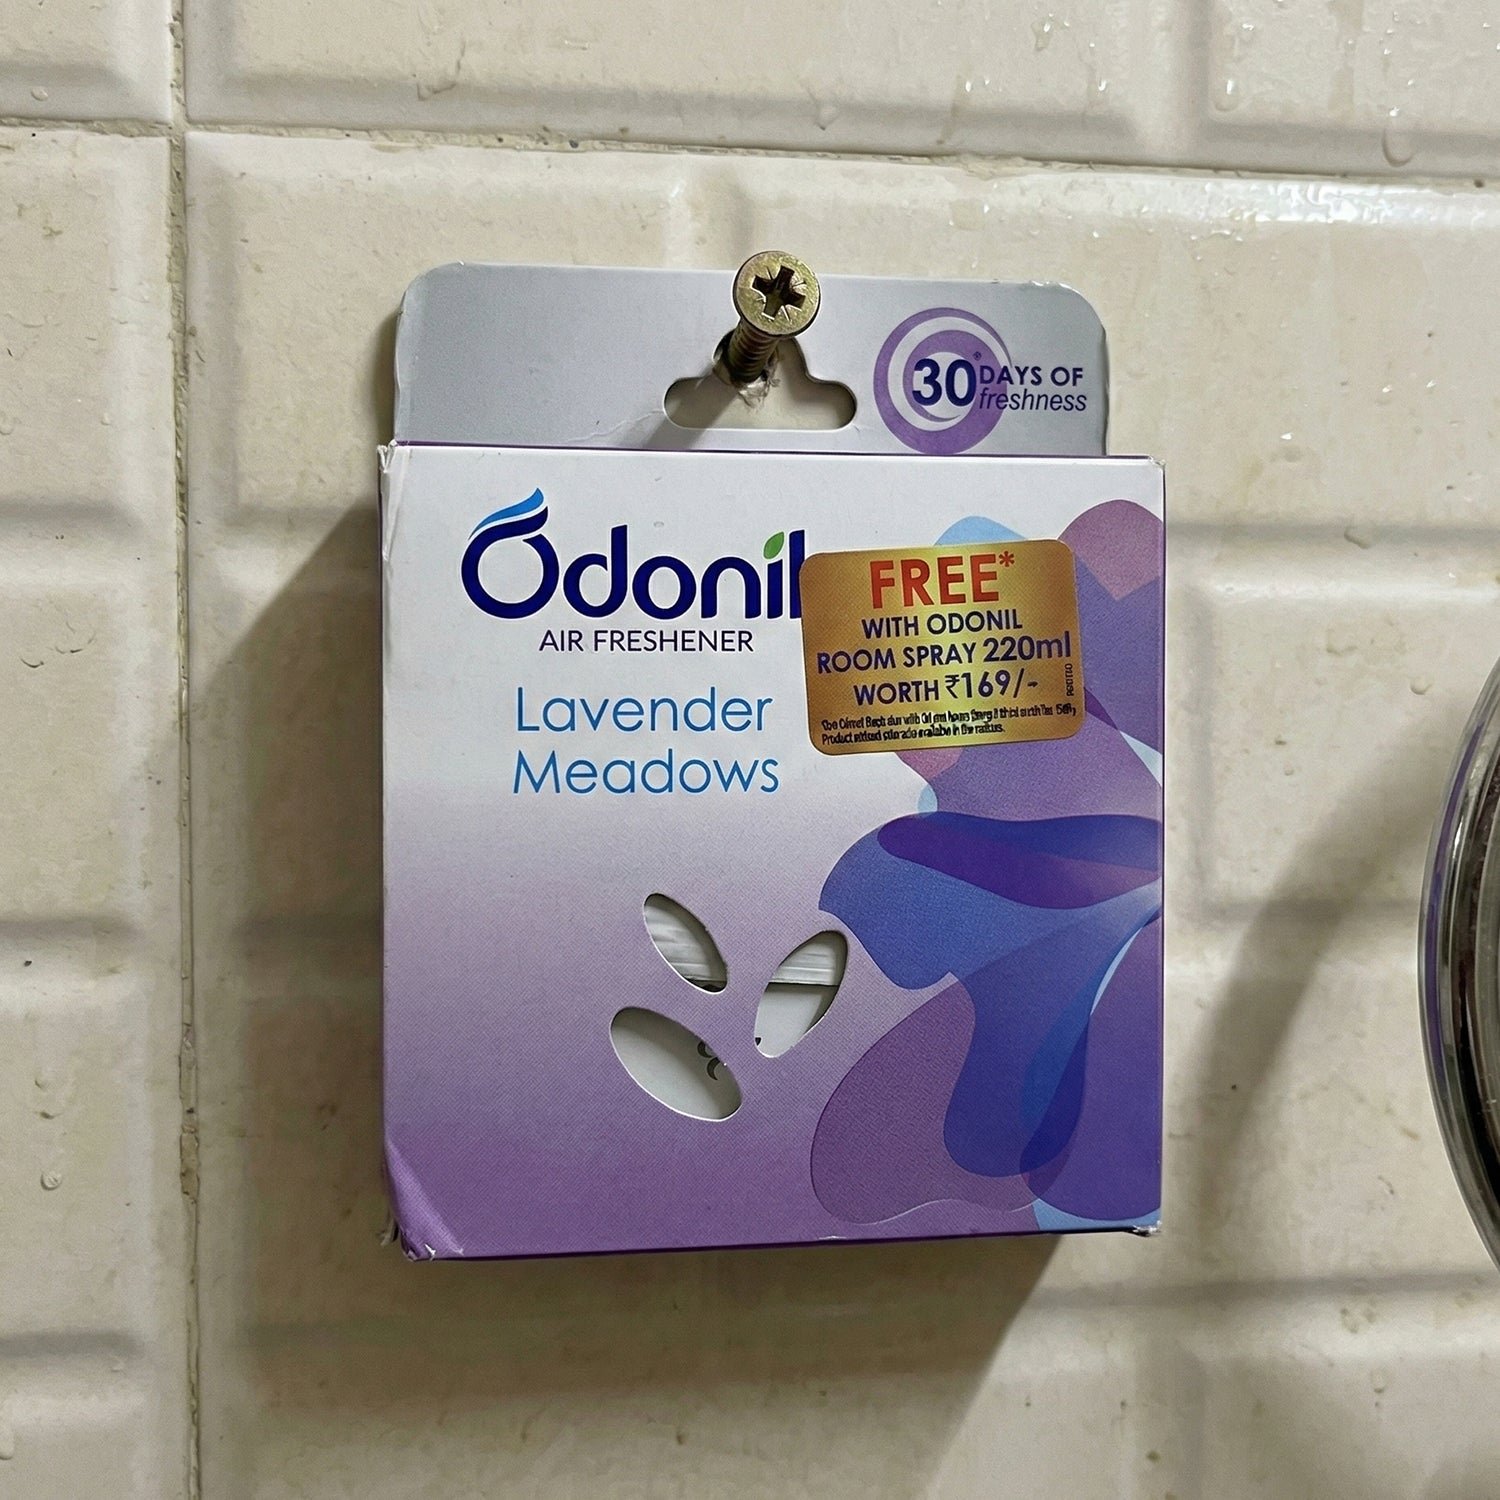 30* DAYS OF
freshness
Odonil
AIR FRESHENER
Lavender
Meadows
FREE*
WITH ODONIL
ROOM SPRAY 220ml
WORTH ₹169/-